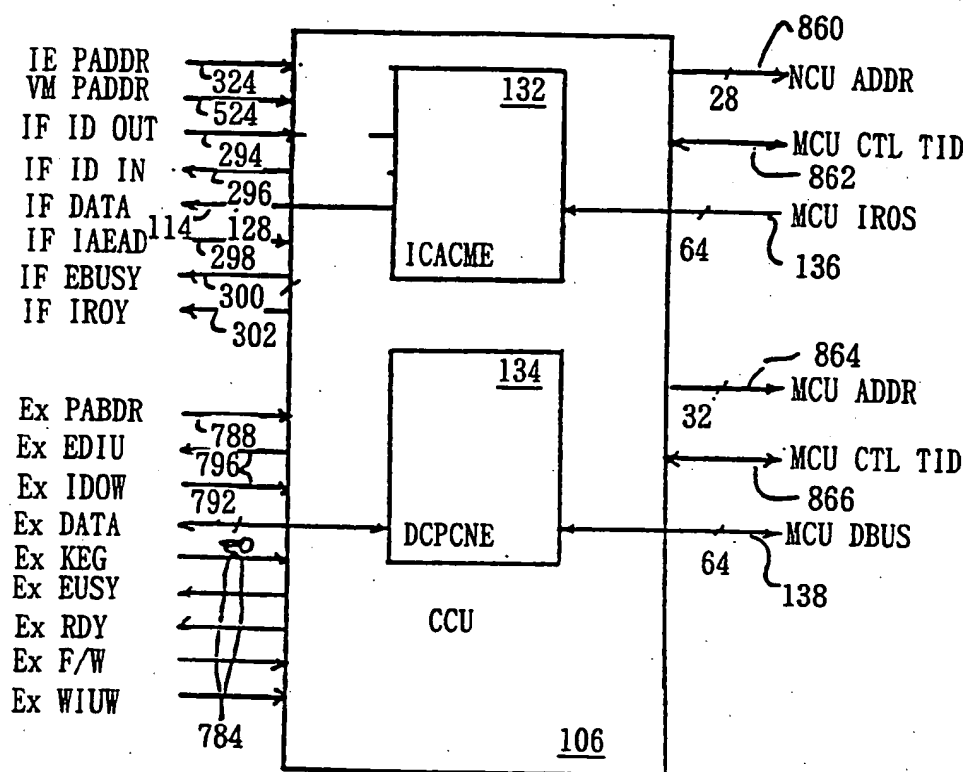 IE PADDR
324
VM PADDR
524
IF ID OUT
294
IF ID IN
296
IF DATA
114
128
IF IAEAD
298
IF EBUSY
300
IF IROY
302
Ex PABDR
788
Ex EDIU
796
Ex IDOW
792
Ex DATA
Ex KEG
Ex EUSY
Ex RDY
Ex F/W
Ex WIUW
784
132
ICACME
134
DCPCNE
CCU
106
860
NCU ADDR
28
MCU CTL TID
862
MCU IROS
64
136
864
MCU ADDR
32
MCU CTL TID
866
MCU DBUS
64
138